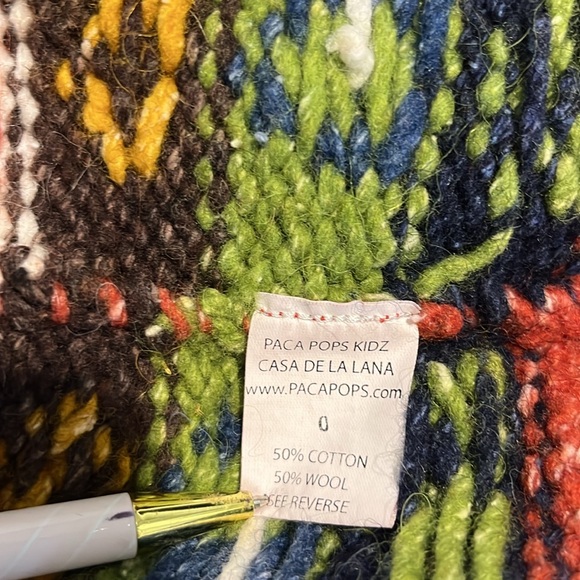 PACA POPS KIDZ
CASA DE LA LANA
www.PACAPOPS.com
0
50% COTTON
50% WOOL
SEE REVERSE